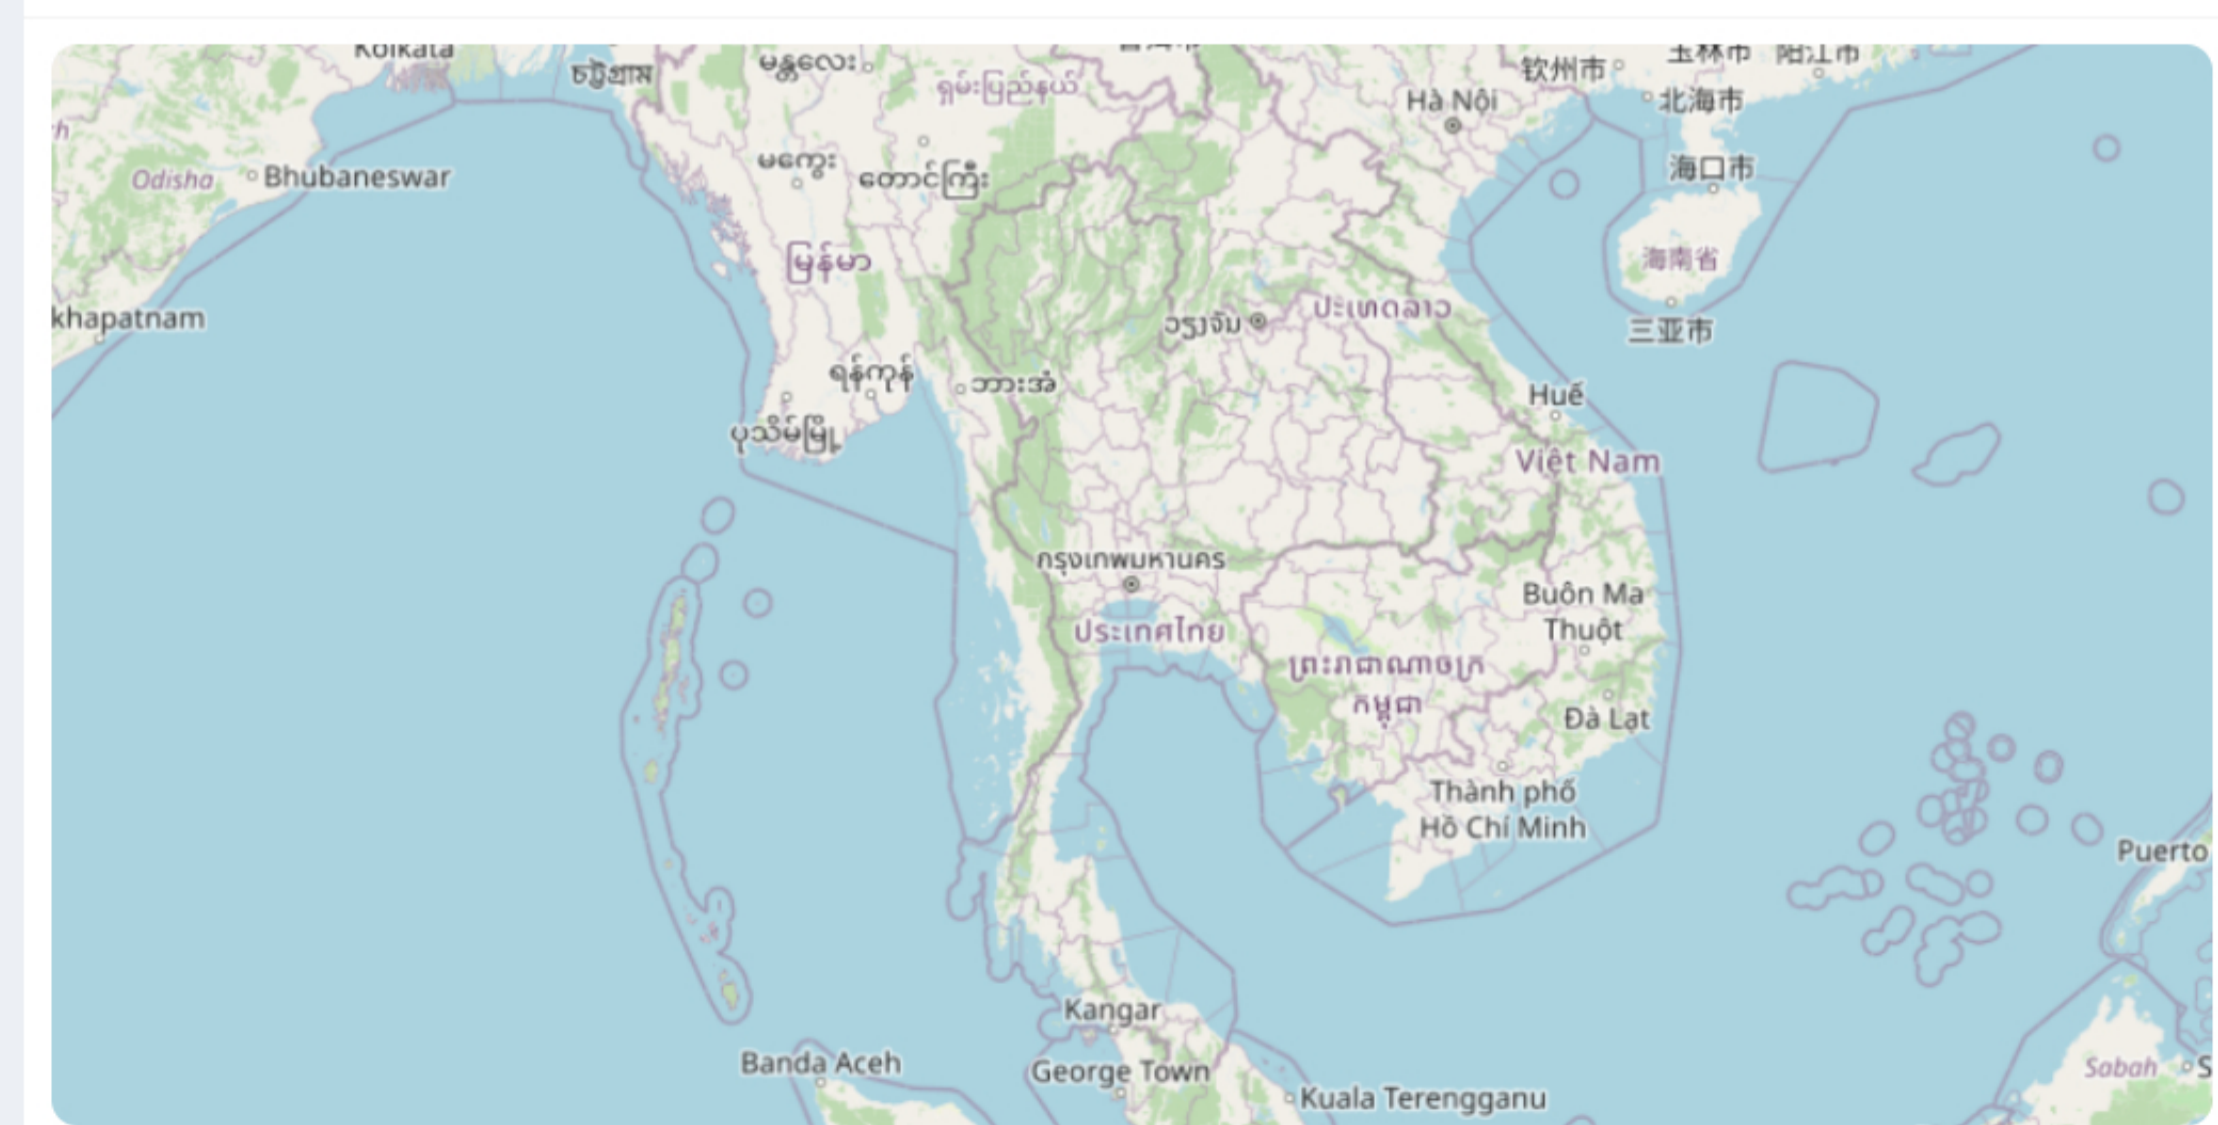 Kolkata
চট্টগ্রাম
မန္တလေး
ရှမ်းပြည်နယ်
钦州市
玉林市
阳江市
Hà Nội
北海市
မကွေး
တောင်ကြီး
海口市
Odisha
Bhubaneswar
မြန်မာ
海南省
khapatnam
ວຽງຈັນ
ປະເທດລາວ
三亚市
ရန်ကုန်
ဘားအံ
Huế
ပုသိမ်မြို့
Việt Nam
กรุงเทพมหานคร
Buôn Ma
Thuột
ประเทศไทย
ព្រះរាជាណាចក្រ
កម្ពុជា
Đà Lạt
Thành phố
Hồ Chí Minh
Puerto
Kangar
Banda Aceh
George Town
Kuala Terengganu
Sabah
S